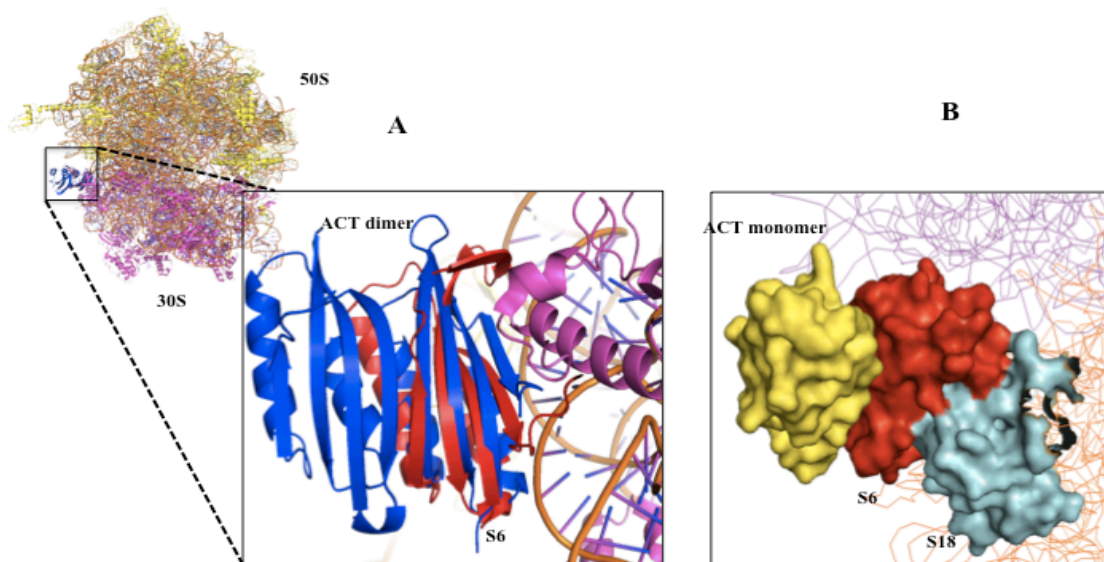 50S
A
B
ACT dimer
ACT monomer
30S
S6
S6
S18